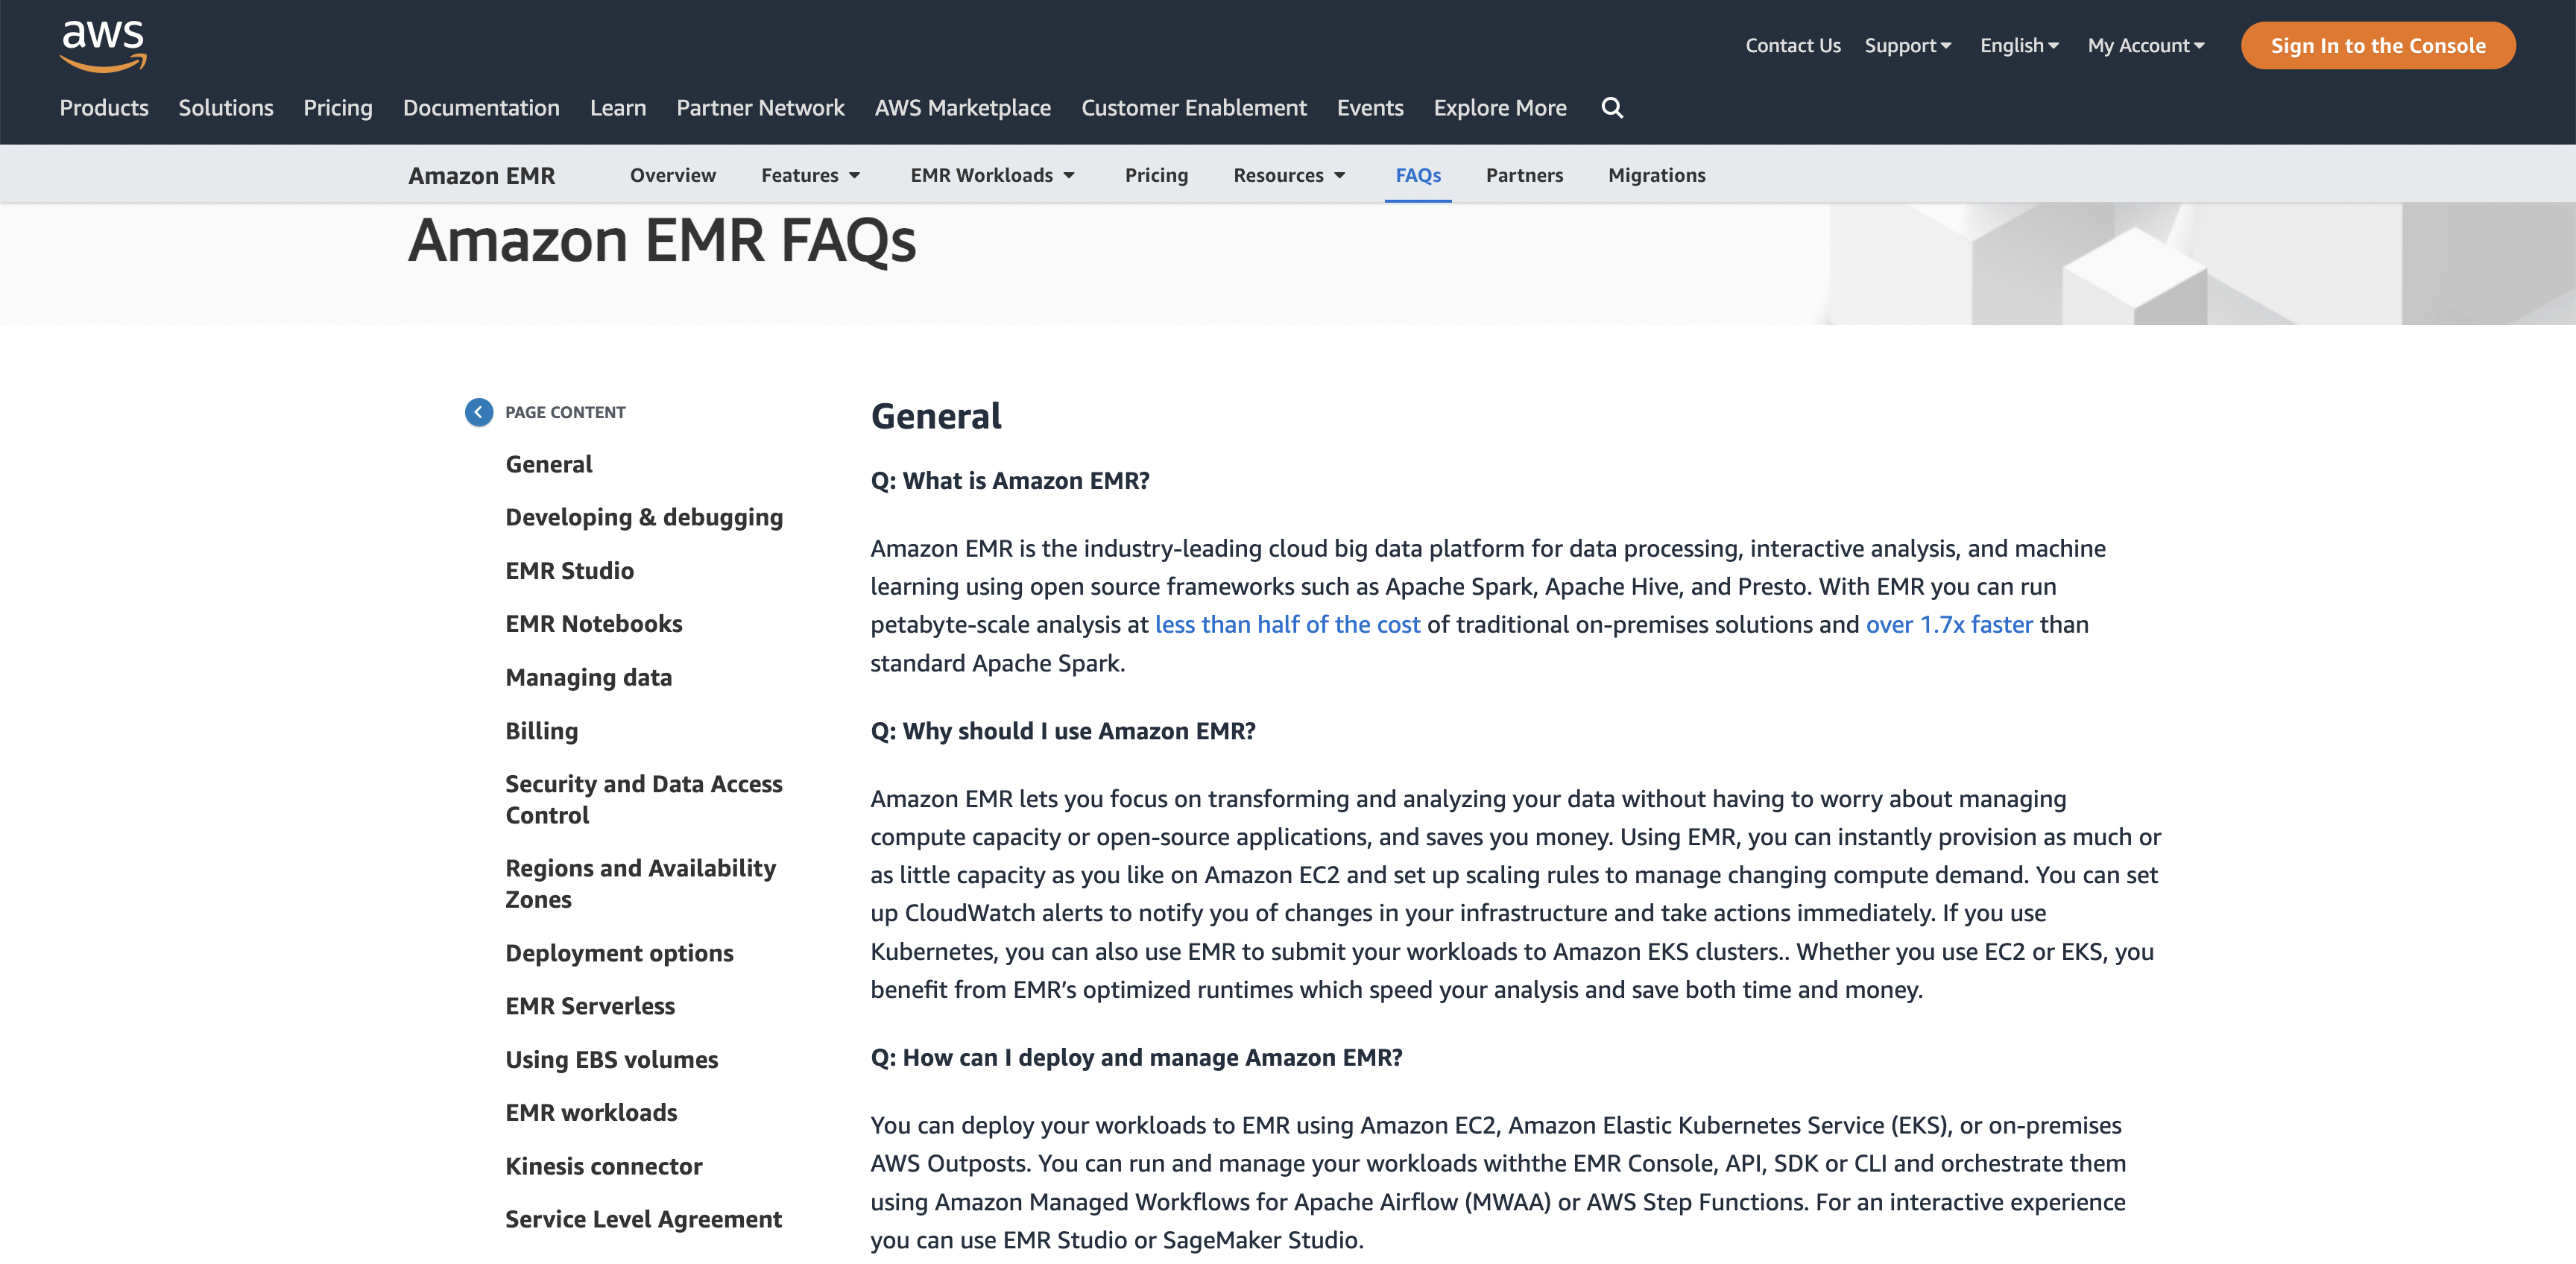 aws
Contact Us Support English My Account Sign In to the Console
Products Solutions Pricing Documentation Learn Partner Network AWS Marketplace Customer Enablement Events Explore More
Amazon EMR Overview Features EMR Workloads Pricing Resources FAQs Partners Migrations
Amazon EMR FAQs
PAGE CONTENT
General
Developing & debugging
EMR Studio
EMR Notebooks
Managing data
Billing
Security and Data Access
Control
Regions and Availability
Zones
Deployment options
EMR Serverless
Using EBS volumes
EMR workloads
Kinesis connector
Service Level Agreement
General
Q: What is Amazon EMR?
Amazon EMR is the industry-leading cloud big data platform for data processing, interactive analysis, and machine
learning using open source frameworks such as Apache Spark, Apache Hive, and Presto. With EMR you can run
petabyte-scale analysis at less than half of the cost of traditional on-premises solutions and over 1.7x faster than
standard Apache Spark.
Q: Why should I use Amazon EMR?
Amazon EMR lets you focus on transforming and analyzing your data without having to worry about managing
compute capacity or open-source applications, and saves you money. Using EMR, you can instantly provision as much or
as little capacity as you like on Amazon EC2 and set up scaling rules to manage changing compute demand. You can set
up CloudWatch alerts to notify you of changes in your infrastructure and take actions immediately. If you use
Kubernetes, you can also use EMR to submit your workloads to Amazon EKS clusters.. Whether you use EC2 or EKS, you
benefit from EMR’s optimized runtimes which speed your analysis and save both time and money.
Q: How can I deploy and manage Amazon EMR?
You can deploy your workloads to EMR using Amazon EC2, Amazon Elastic Kubernetes Service (EKS), or on-premises
AWS Outposts. You can run and manage your workloads withthe EMR Console, API, SDK or CLI and orchestrate them
using Amazon Managed Workflows for Apache Airflow (MWAA) or AWS Step Functions. For an interactive experience
you can use EMR Studio or SageMaker Studio.